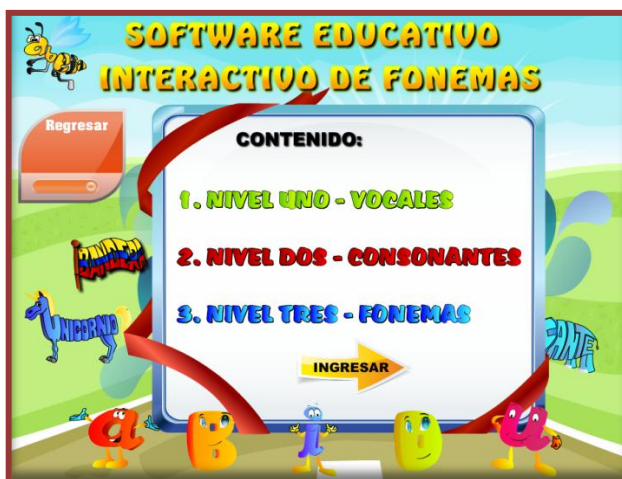 SOFTWARE EDUCATIVO
INTERACTIVO DE FONEMAS
Regresar
CONTENIDO:
1. NIVEL UNO - VOCALES
2. NIVEL DOS - CONSONANTES
3. NIVEL TRES - FONEMAS
BANDERA
UNICORNIO
ANTE
INGRESAR
a B i D u